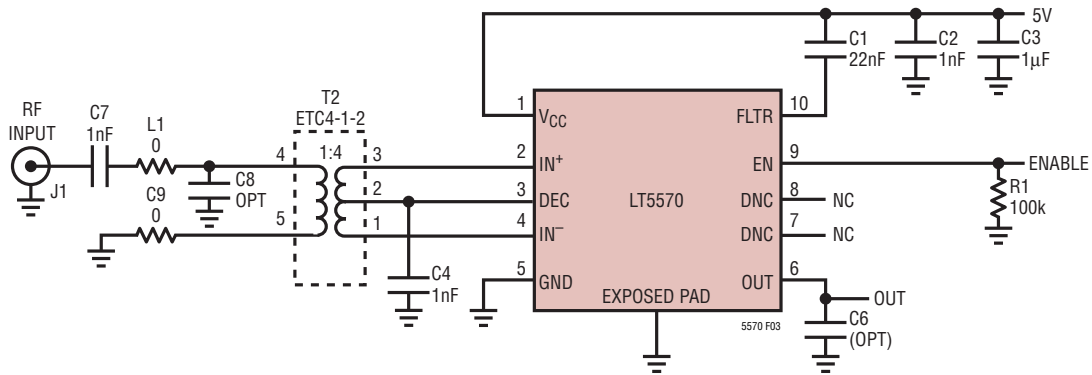 5V
C1
22nF
C2
1nF
C3
1µF
RF
INPUT
J1
C7
1nF
L1
0
C9
0
C8
OPT
T2
ETC4-1-2
1:4
4
5
3
2
1
C4
1nF
1
2
3
4
5
VCC
IN+
DEC
IN–
GND
LT5570
EXPOSED PAD
FLTR
EN
DNC
DNC
OUT
10
9
8
7
6
NC
NC
ENABLE
R1
100k
OUT
C6
(OPT)
5570 F03